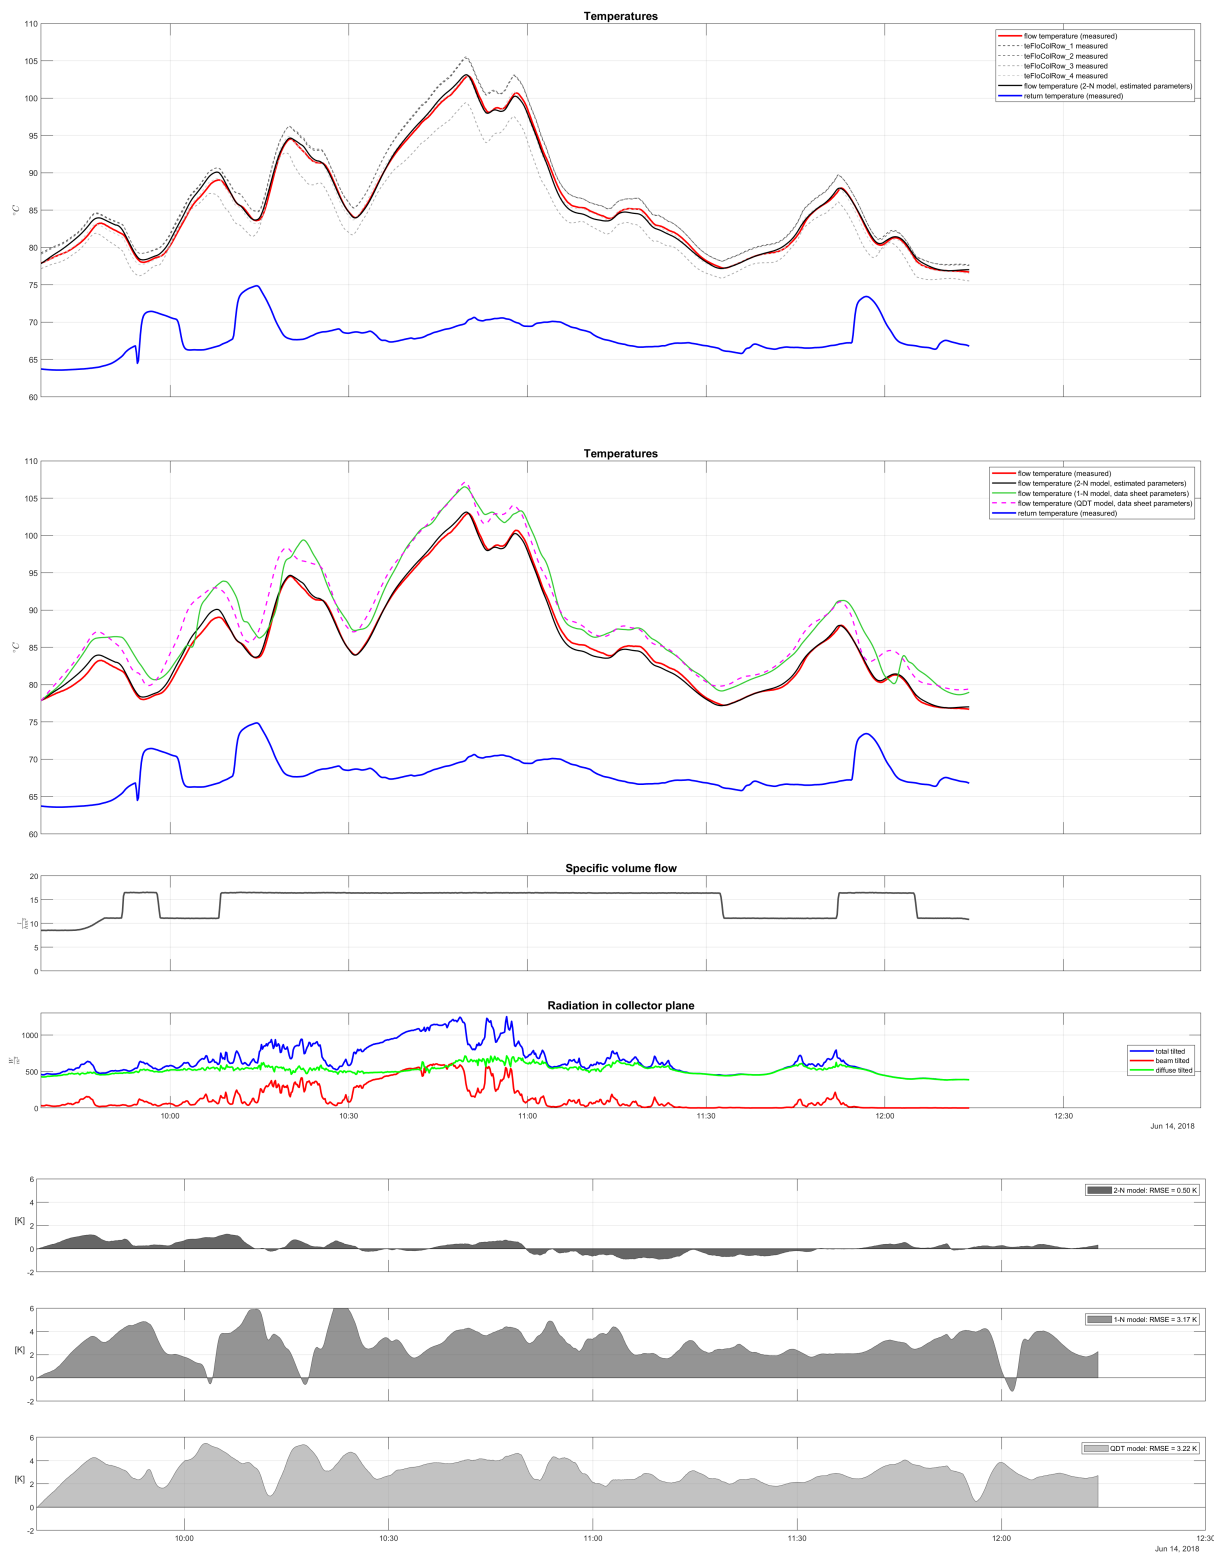 Temperatures
110
105
100
95
90
85
80
75
70
65
60
°C
flow temperature (measured)
teFloColRow_1 measured
teFloColRow_2 measured
teFloColRow_3 measured
teFloColRow_4 measured
flow temperature (2-N model, estimated parameters)
return temperature (measured)
Temperatures
110
105
100
95
90
85
80
75
70
65
60
°C
flow temperature (measured)
flow temperature (2-N model, estimated parameters)
flow temperature (1-N model, data sheet parameters)
flow temperature (QDT model, data sheet parameters)
return temperature (measured)
Specific volume flow
20
15
10
5
0
Radiation in collector plane
1000
500
0
total tilted
beam tilted
diffuse tilted
10:00 10:30 11:00 11:30 12:00 12:30
Jun 14, 2018
6
4
2
0
-2
[K]
2-N model: RMSE = 0.50 K
6
4
2
0
-2
[K]
1-N model: RMSE = 3.17 K
6
4
2
0
-2
[K]
QDT model: RMSE = 3.22 K
10:00 10:30 11:00 11:30 12:00 12:30
Jun 14, 2018